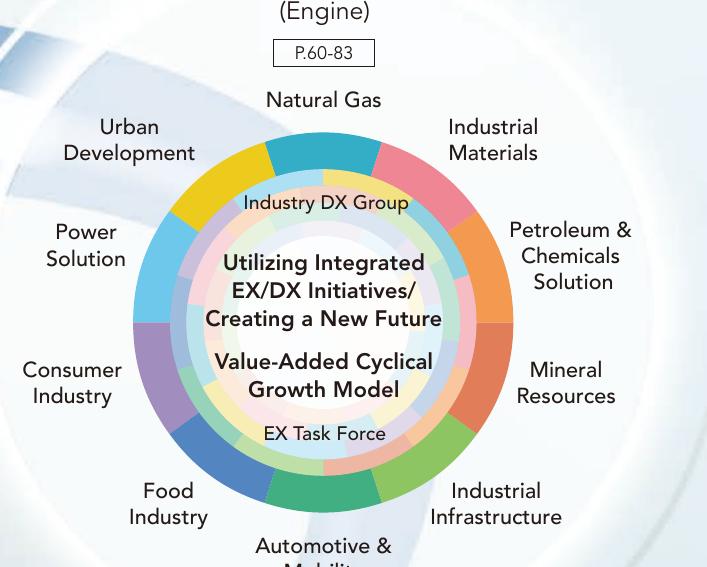 (Engine)
P.60-83
Natural Gas
Urban
Development
Industrial
Materials
Industry DX Group
Power
Solution
Petroleum &
Chemicals
Solution
Utilizing Integrated
EX/DX Initiatives/
Creating a New Future
Value-Added Cyclical
Growth Model
Consumer
Industry
Mineral
Resources
EX Task Force
Food
Industry
Industrial
Infrastructure
Automotive &